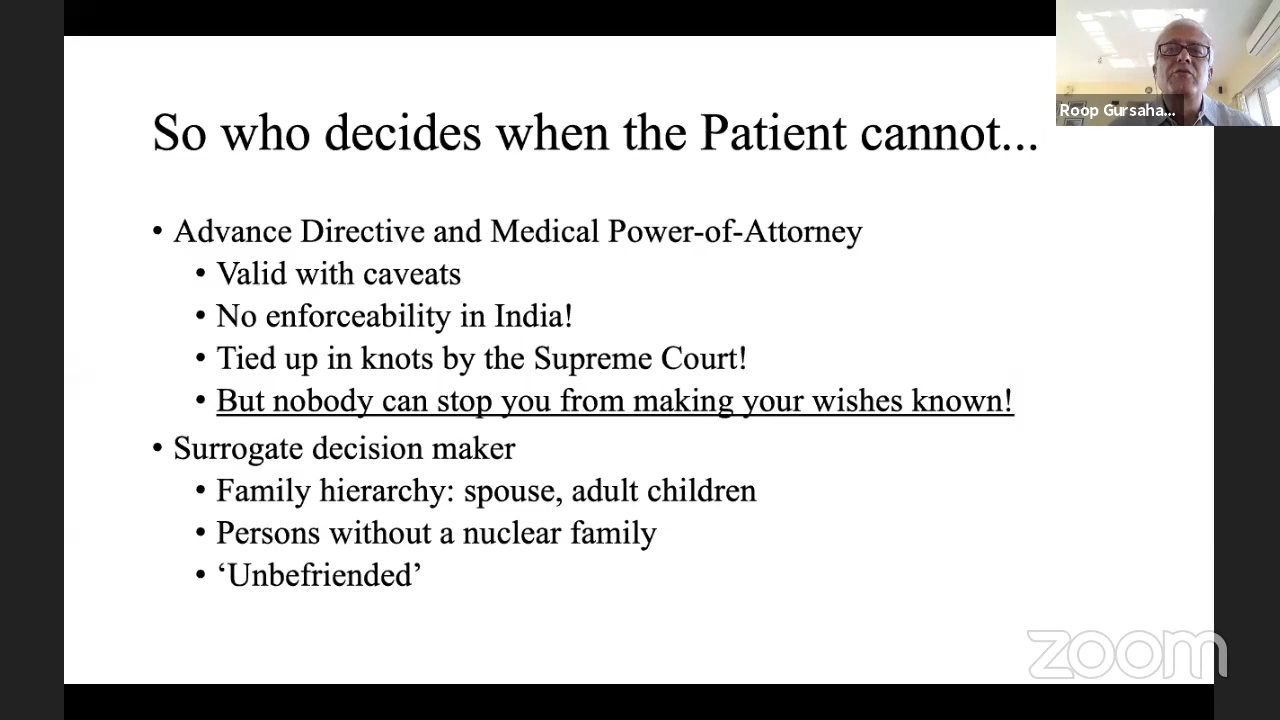 Roop Gursaha...
So who decides when the Patient cannot...
• Advance Directive and Medical Power-of-Attorney
• Valid with caveats
• No enforceability in India!
• Tied up in knots by the Supreme Court!
• But nobody can stop you from making your wishes known!
• Surrogate decision maker
• Family hierarchy: spouse, adult children
• Persons without a nuclear family
• ‘Unbefriended’
zoom